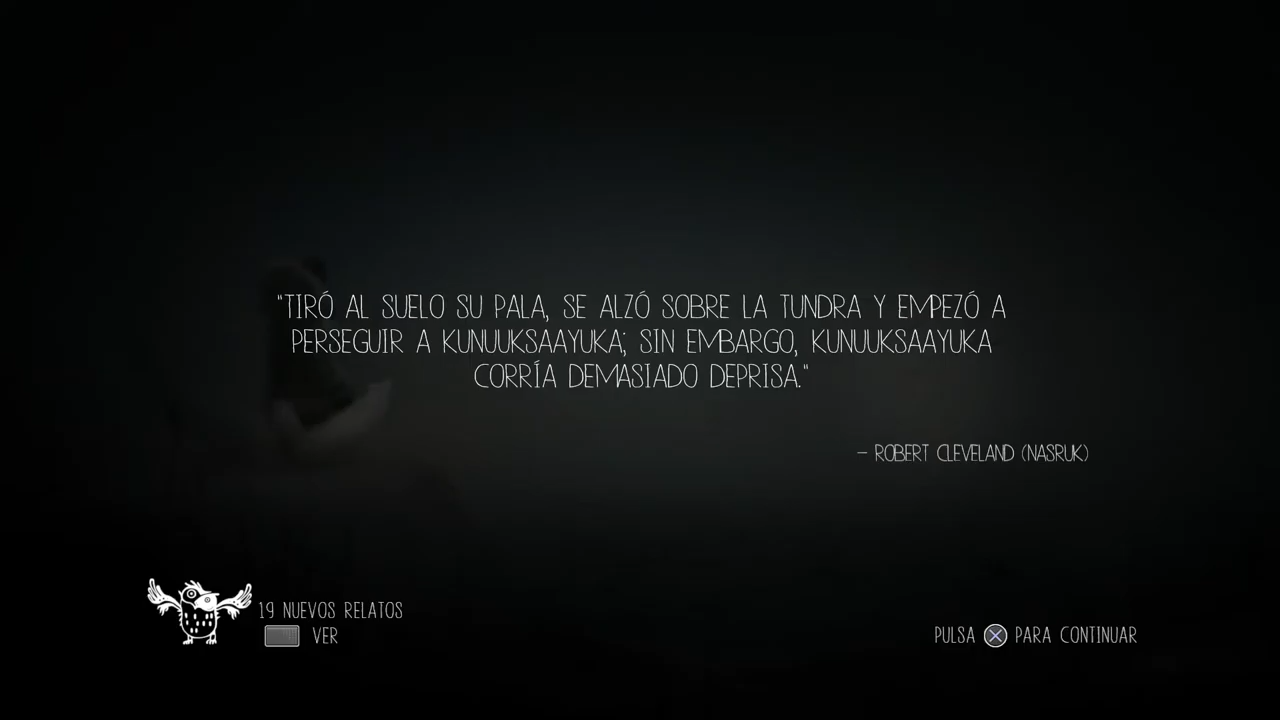 "TIRÓ AL SUELO SU PALA, SE ALZÓ SOBRE LA TUNDRA Y EMPEZÓ A
PERSEGUIR A KUNUUKSAAYUKA; SIN EMBARGO, KUNUUKSAAYUKA
CORRÍA DEMASIADO DEPRISA."
– ROBERT CLEVELAND (NASRUK)
19 NUEVOS RELATOS
VER
PULSA ⓧ PARA CONTINUAR